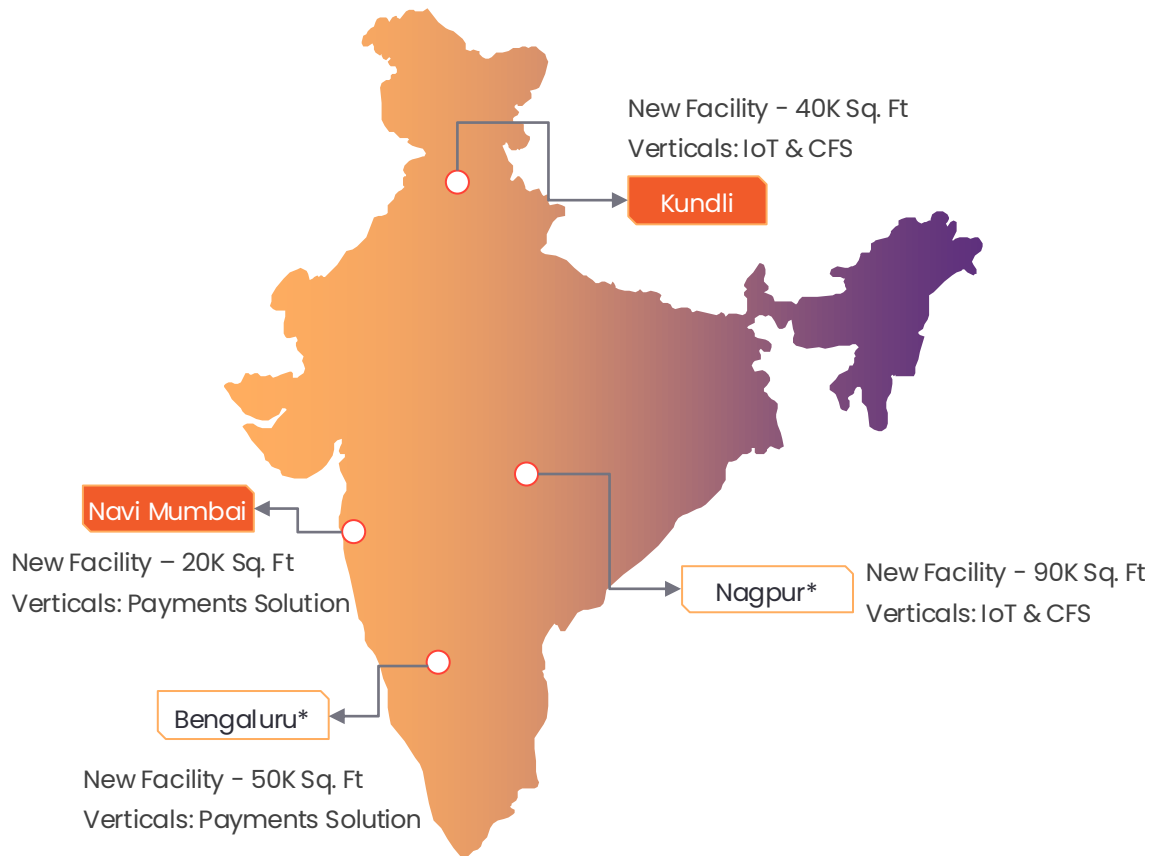 New Facility - 40K Sq. Ft
Verticals: IoT & CFS
Kundli
Navi Mumbai
New Facility – 20K Sq. Ft
Verticals: Payments Solution
Nagpur*
New Facility - 90K Sq. Ft
Verticals: IoT & CFS
Bengaluru*
New Facility - 50K Sq. Ft
Verticals: Payments Solution